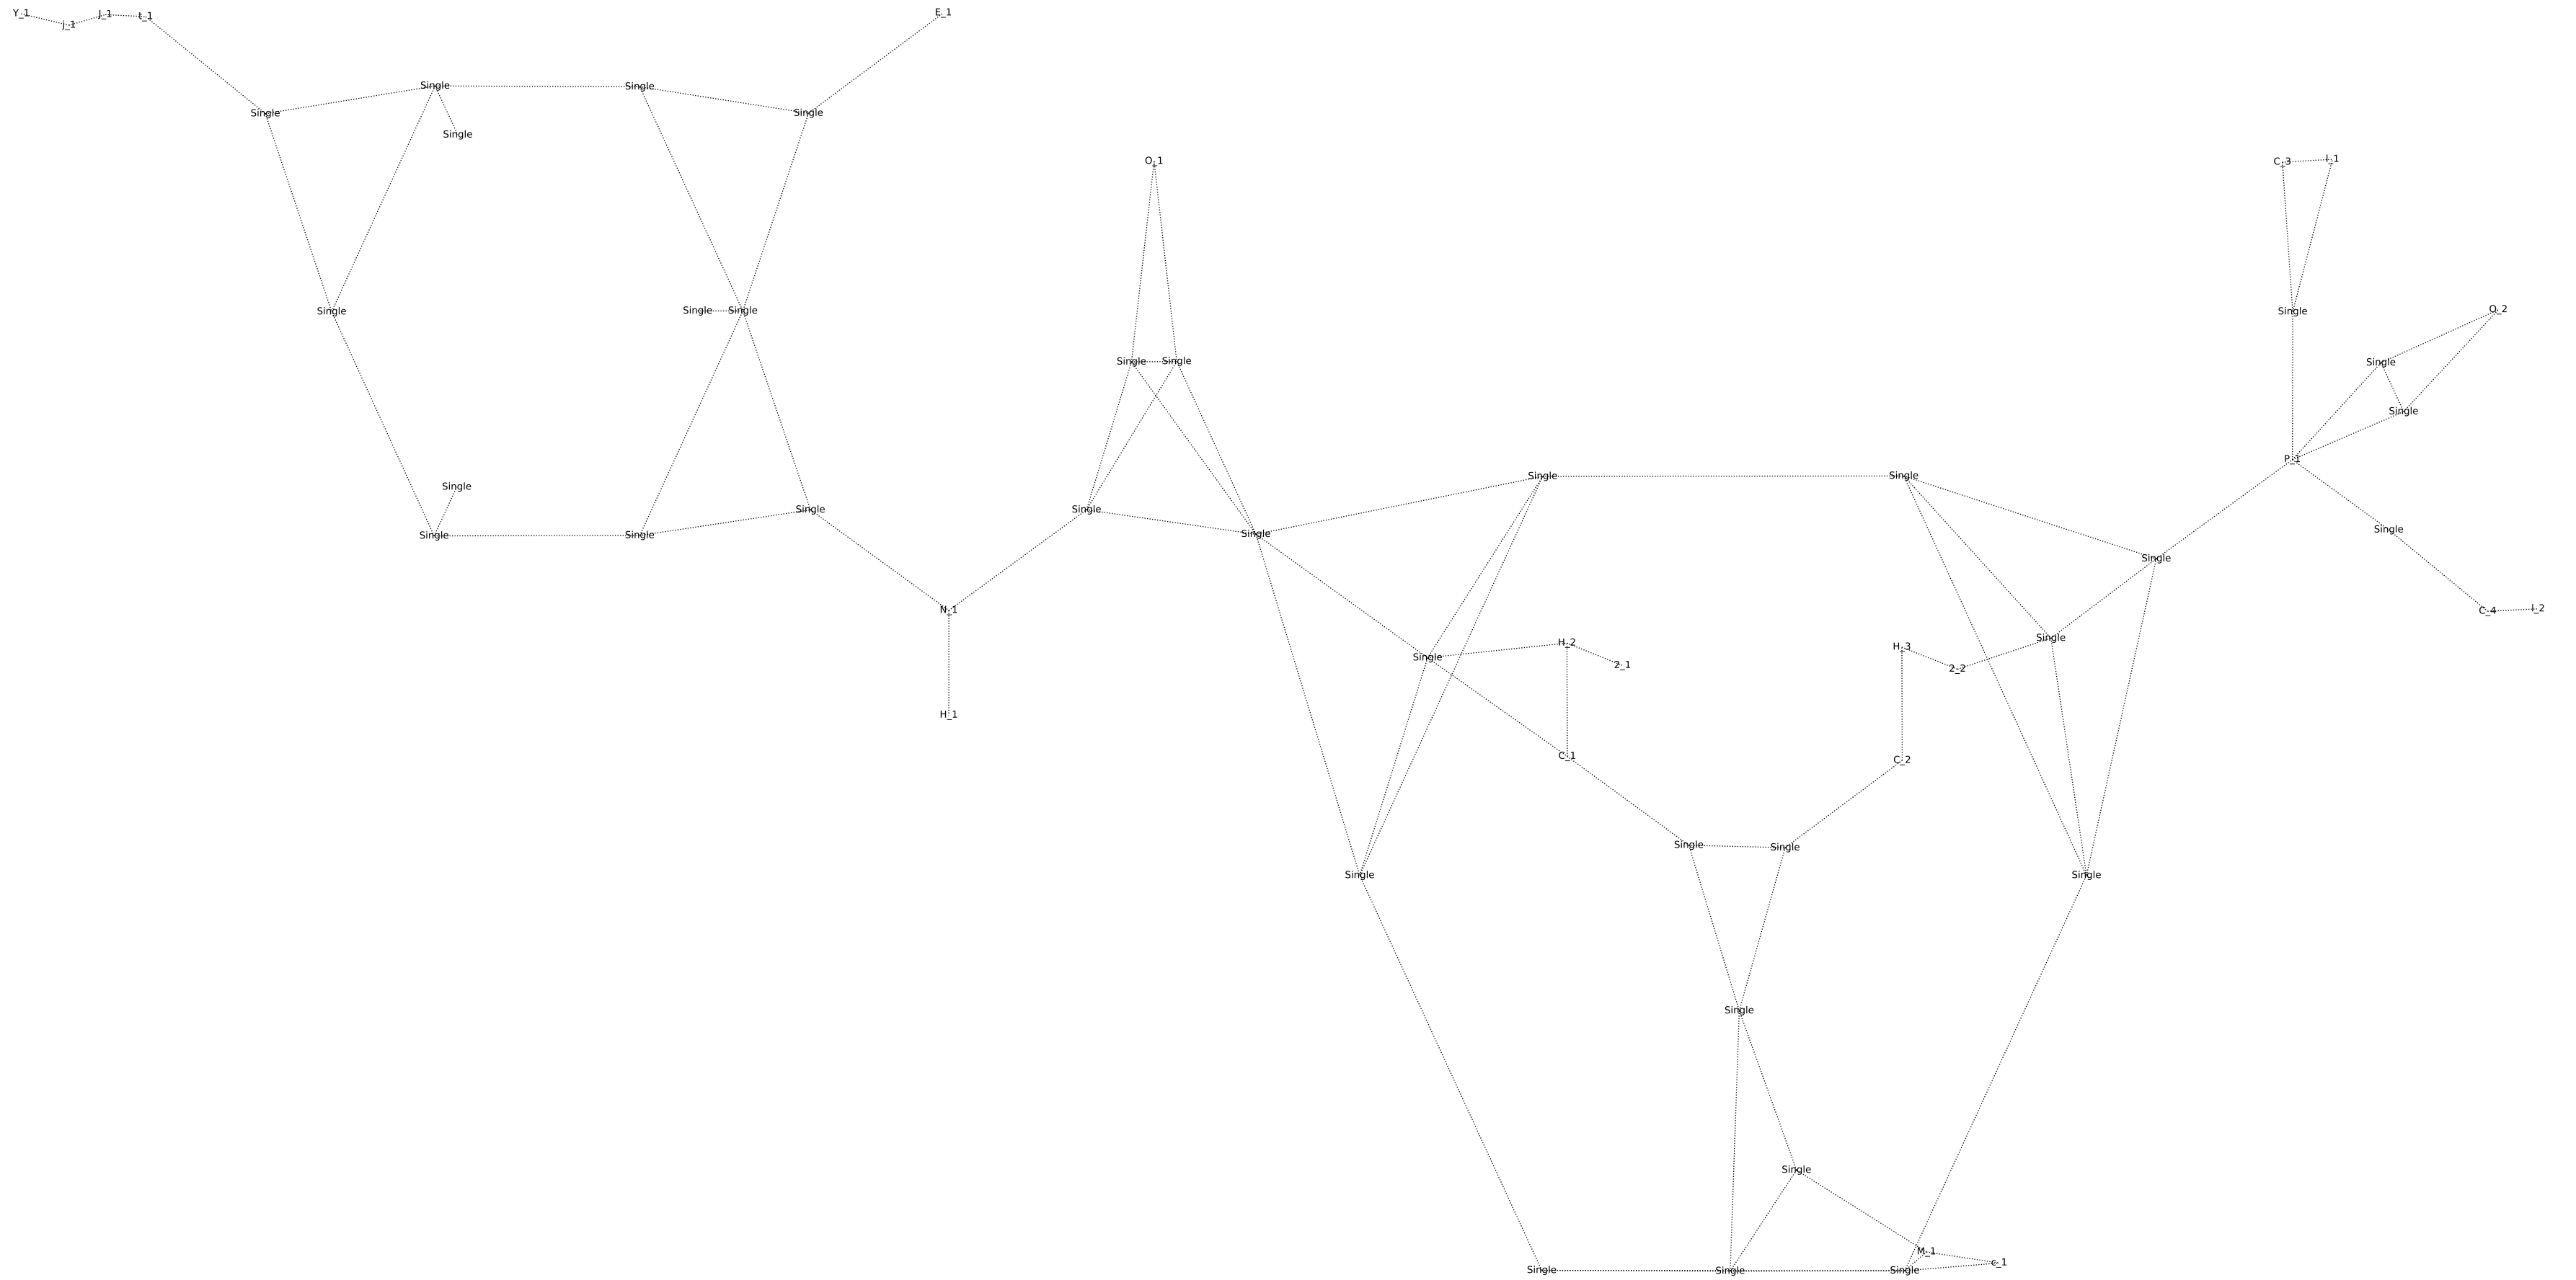 Y_1 j_1 J_1 t_1 E_1
Single Single
Single Single
Single
O_1 C_3 I_1
Single Single Single Single O_2
Single Single Single
Single
P_1
Single Single Single
Single Single Single Single
Single Single
Single
N_1 C_4 I_2
Single H_2 2_1 H_3 2_2 Single
H_1
C_1 C_2
Single Single
Single Single
Single
Single
M_1
Single Single Single c_1